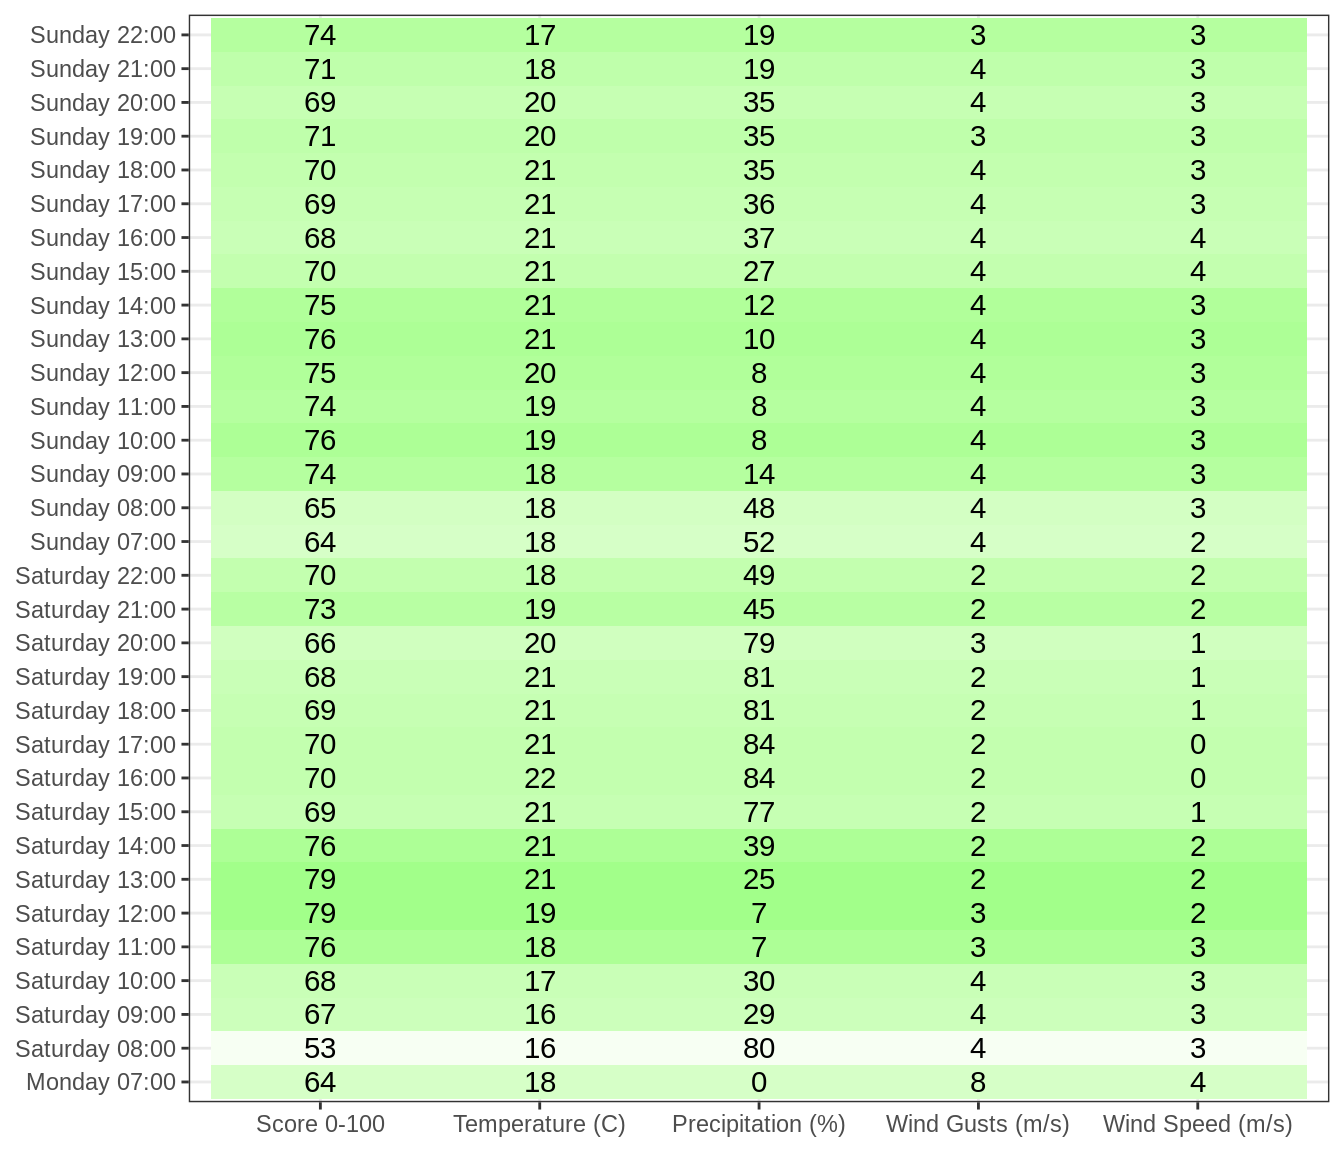 Sunday 22:00 74 17 19 3 3
Sunday 21:00 71 18 19 4 3
Sunday 20:00 69 20 35 4 3
Sunday 19:00 71 20 35 3 3
Sunday 18:00 70 21 35 4 3
Sunday 17:00 69 21 36 4 3
Sunday 16:00 68 21 37 4 4
Sunday 15:00 70 21 27 4 4
Sunday 14:00 75 21 12 4 3
Sunday 13:00 76 21 10 4 3
Sunday 12:00 75 20 8 4 3
Sunday 11:00 74 19 8 4 3
Sunday 10:00 76 19 8 4 3
Sunday 09:00 74 18 14 4 3
Sunday 08:00 65 18 48 4 3
Sunday 07:00 64 18 52 4 2
Saturday 22:00 70 18 49 2 2
Saturday 21:00 73 19 45 2 2
Saturday 20:00 66 20 79 3 1
Saturday 19:00 68 21 81 2 1
Saturday 18:00 69 21 81 2 1
Saturday 17:00 70 21 84 2 0
Saturday 16:00 70 22 84 2 0
Saturday 15:00 69 21 77 2 1
Saturday 14:00 76 21 39 2 2
Saturday 13:00 79 21 25 2 2
Saturday 12:00 79 19 7 3 2
Saturday 11:00 76 18 7 3 3
Saturday 10:00 68 17 30 4 3
Saturday 09:00 67 16 29 4 3
Saturday 08:00 53 16 80 4 3
Monday 07:00 64 18 0 8 4
Score 0-100 Temperature (C) Precipitation (%) Wind Gusts (m/s) Wind Speed (m/s)